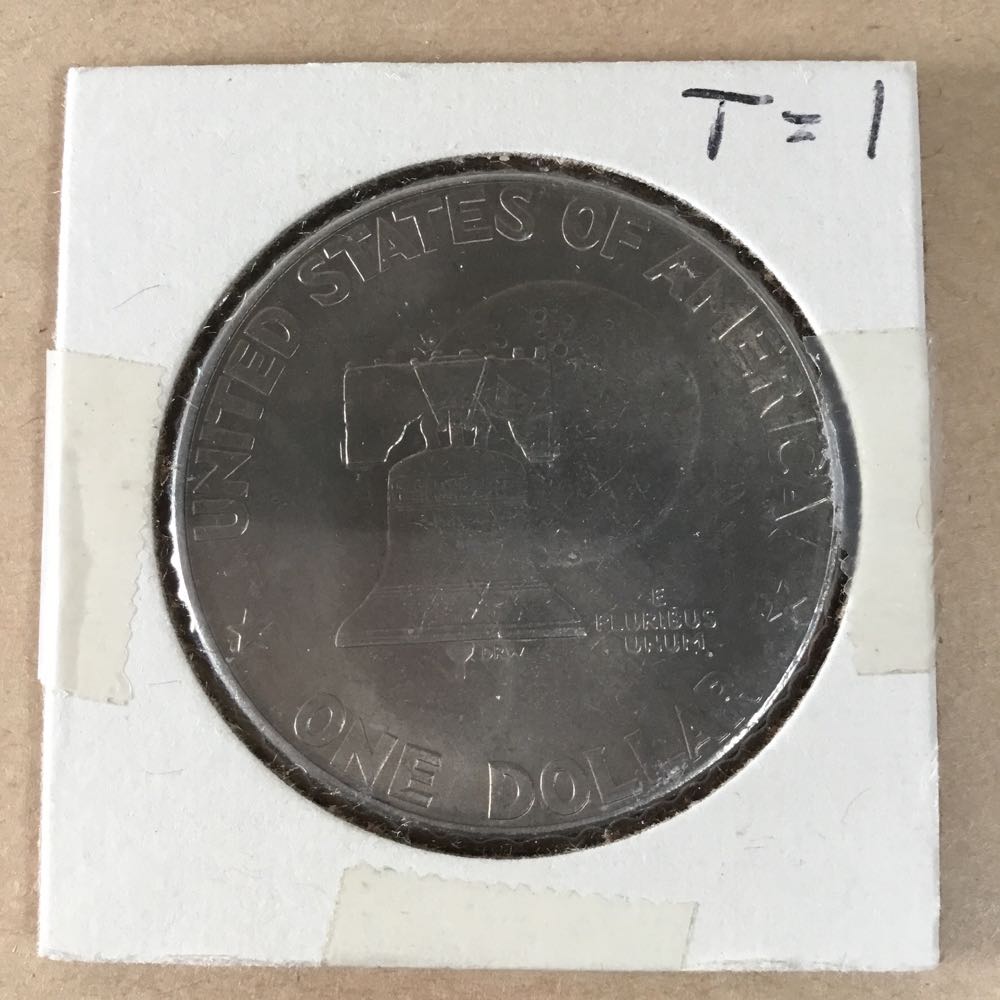 T = 1
UNITED STATES OF AMERICA
E
PLURIBUS
UNUM
DRW
ONE DOLLAR